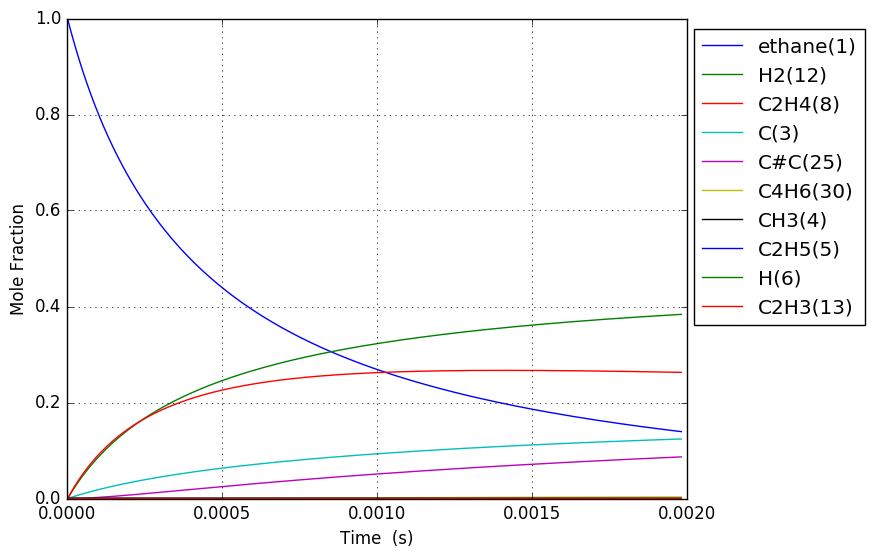 1.0
0.8
0.6
0.4
0.2
0.0
Mole Fraction
0.0000 0.0005 0.0010 0.0015 0.0020
Time (s)
ethane(1)
H2(12)
C2H4(8)
C(3)
C#C(25)
C4H6(30)
CH3(4)
C2H5(5)
H(6)
C2H3(13)